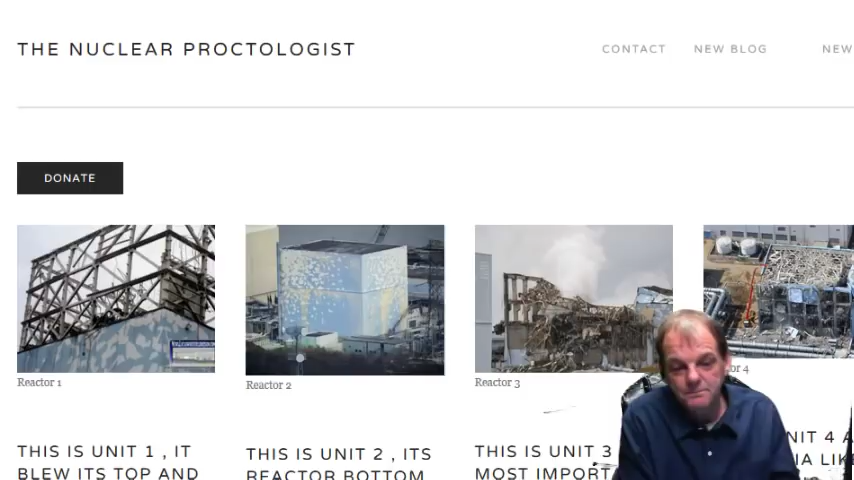 THE NUCLEAR PROCTOLOGIST
CONTACT NEW BLOG NEW
DONATE
Reactor 1
Reactor 2
Reactor 3
or 4
THIS IS UNIT 1 , IT
BLEW ITS TOP AND
THIS IS UNIT 2 , ITS
REACTOR BOTTOM
THIS IS UNIT 3
MOST IMPORT
NIT 4 A
IA LIKE